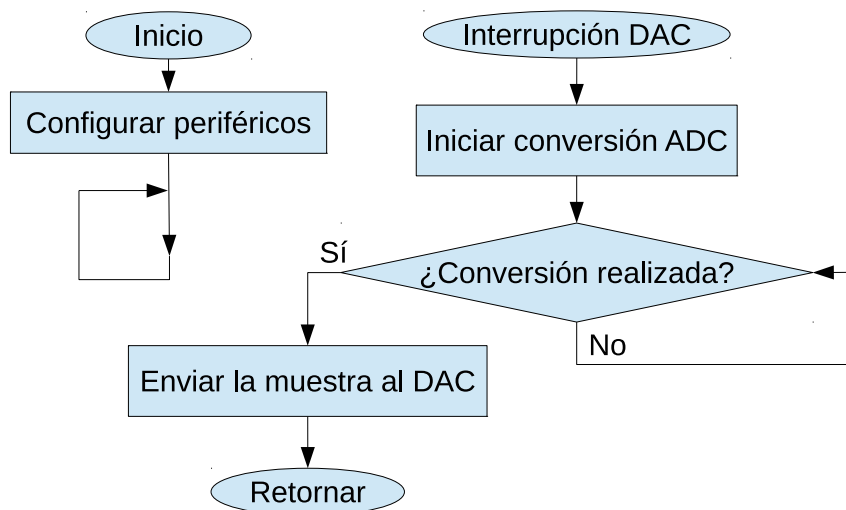 Inicio
Configurar periféricos
Interrupción DAC
Iniciar conversión ADC
¿Conversión realizada?
Sí
No
Enviar la muestra al DAC
Retornar